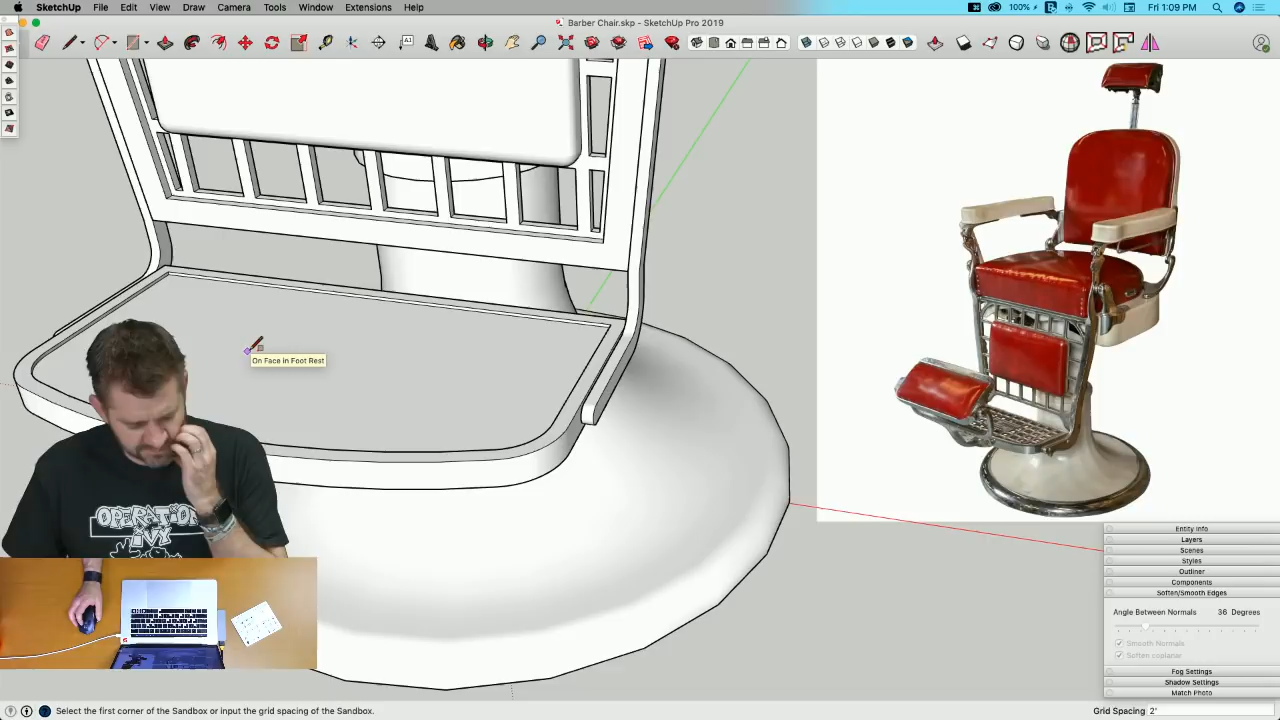 SketchUp File Edit View Draw Camera Tools Window Extensions Help
100% Fri 1:09 PM
Barber Chair.skp - SketchUp Pro 2019
On Face in Foot Rest
OPERATION
IVY
Entity Info
Layers
Scenes
Styles
Outliner
Components
Soften/Smooth Edges
Angle Between Normals 36 Degrees
Smooth Normals
Soften coplanar
Fog Settings
Shadow Settings
Match Photo
Select the first corner of the Sandbox or input the grid spacing of the Sandbox.
Grid Spacing 2'